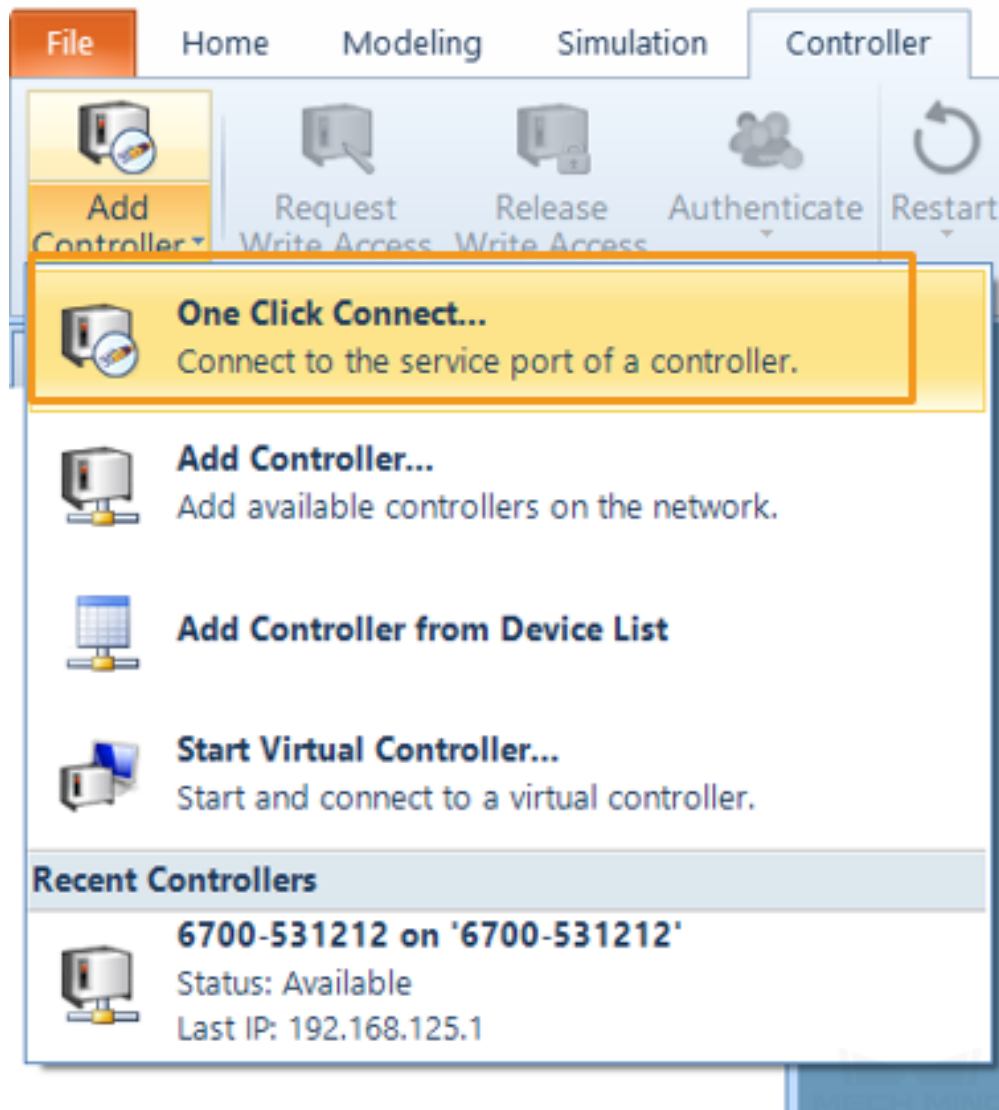 File Home Modeling Simulation Controller
Add Request Release Authenticate Restart
Controller Write Access Write Access
One Click Connect...
Connect to the service port of a controller.
Add Controller...
Add available controllers on the network.
Add Controller from Device List
Start Virtual Controller...
Start and connect to a virtual controller.
Recent Controllers
6700-531212 on '6700-531212'
Status: Available
Last IP: 192.168.125.1